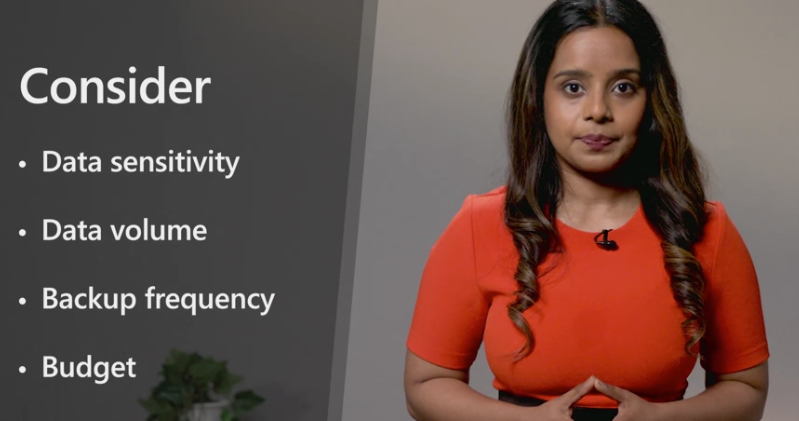 Consider
• Data sensitivity
• Data volume
• Backup frequency
• Budget